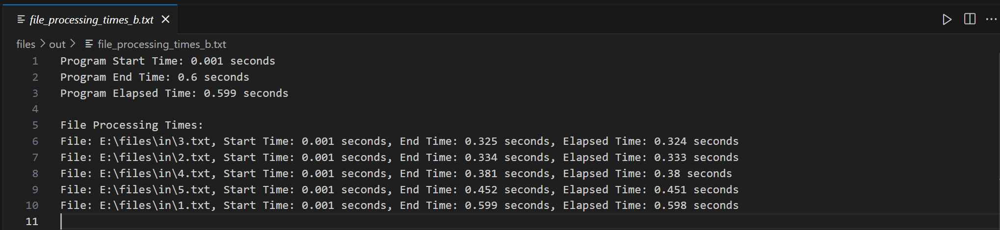 file_processing_times_b.txt
files > out > file_processing_times_b.txt
1 Program Start Time: 0.001 seconds
2 Program End Time: 0.6 seconds
3 Program Elapsed Time: 0.599 seconds
4
5 File Processing Times:
6 File: E:\files\in\3.txt, Start Time: 0.001 seconds, End Time: 0.325 seconds, Elapsed Time: 0.324 seconds
7 File: E:\files\in\2.txt, Start Time: 0.001 seconds, End Time: 0.334 seconds, Elapsed Time: 0.333 seconds
8 File: E:\files\in\4.txt, Start Time: 0.001 seconds, End Time: 0.381 seconds, Elapsed Time: 0.38 seconds
9 File: E:\files\in\5.txt, Start Time: 0.001 seconds, End Time: 0.452 seconds, Elapsed Time: 0.451 seconds
10 File: E:\files\in\1.txt, Start Time: 0.001 seconds, End Time: 0.599 seconds, Elapsed Time: 0.598 seconds
11